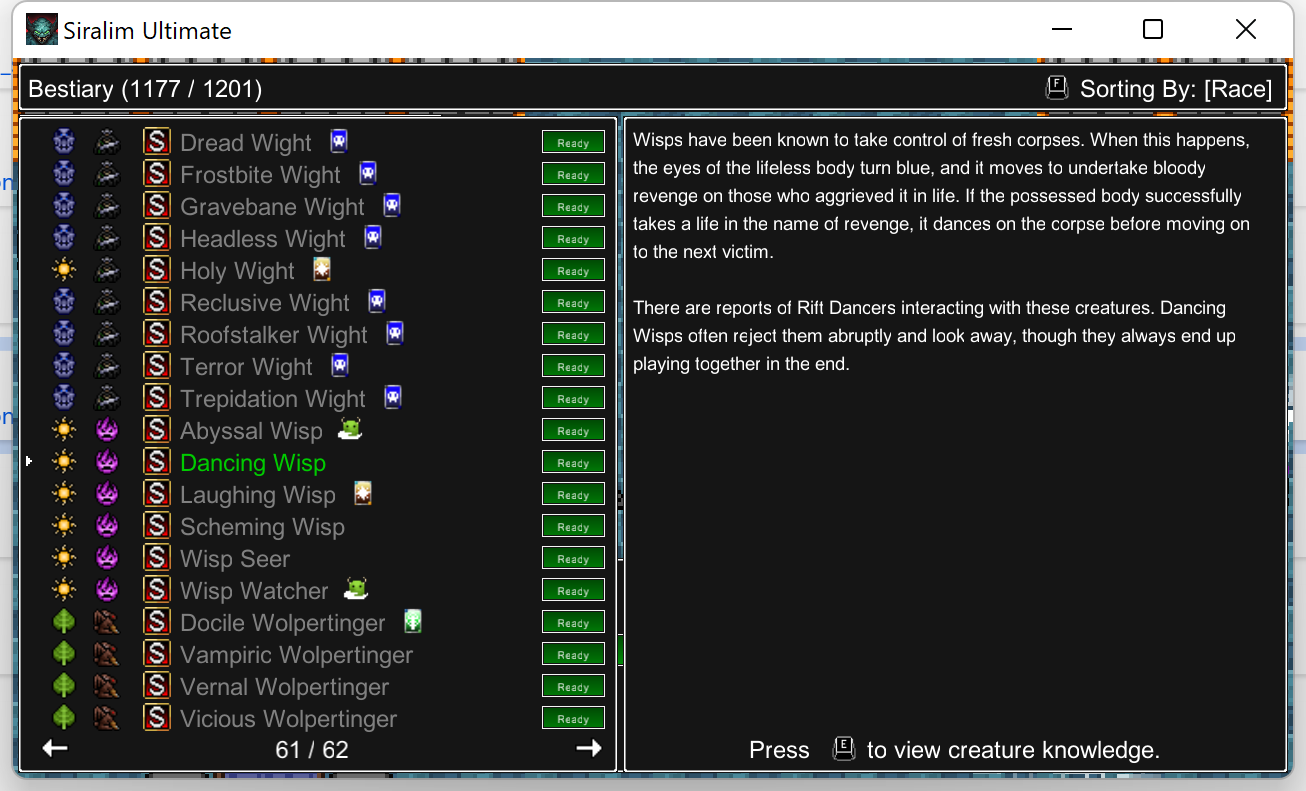 Siralim Ultimate
Bestiary (1177 / 1201)
F Sorting By: [Race]
S Dread Wight Ready
S Frostbite Wight Ready
S Gravebane Wight Ready
S Headless Wight Ready
S Holy Wight Ready
S Reclusive Wight Ready
S Roofstalker Wight Ready
S Terror Wight Ready
S Trepidation Wight Ready
S Abyssal Wisp Ready
S Dancing Wisp Ready
S Laughing Wisp Ready
S Scheming Wisp Ready
S Wisp Seer Ready
S Wisp Watcher Ready
S Docile Wolpertinger Ready
S Vampiric Wolpertinger Ready
S Vernal Wolpertinger Ready
S Vicious Wolpertinger Ready
61 / 62
Wisps have been known to take control of fresh corpses. When this happens,
the eyes of the lifeless body turn blue, and it moves to undertake bloody
revenge on those who aggrieved it in life. If the possessed body successfully
takes a life in the name of revenge, it dances on the corpse before moving on
to the next victim.
There are reports of Rift Dancers interacting with these creatures. Dancing
Wisps often reject them abruptly and look away, though they always end up
playing together in the end.
Press E to view creature knowledge.